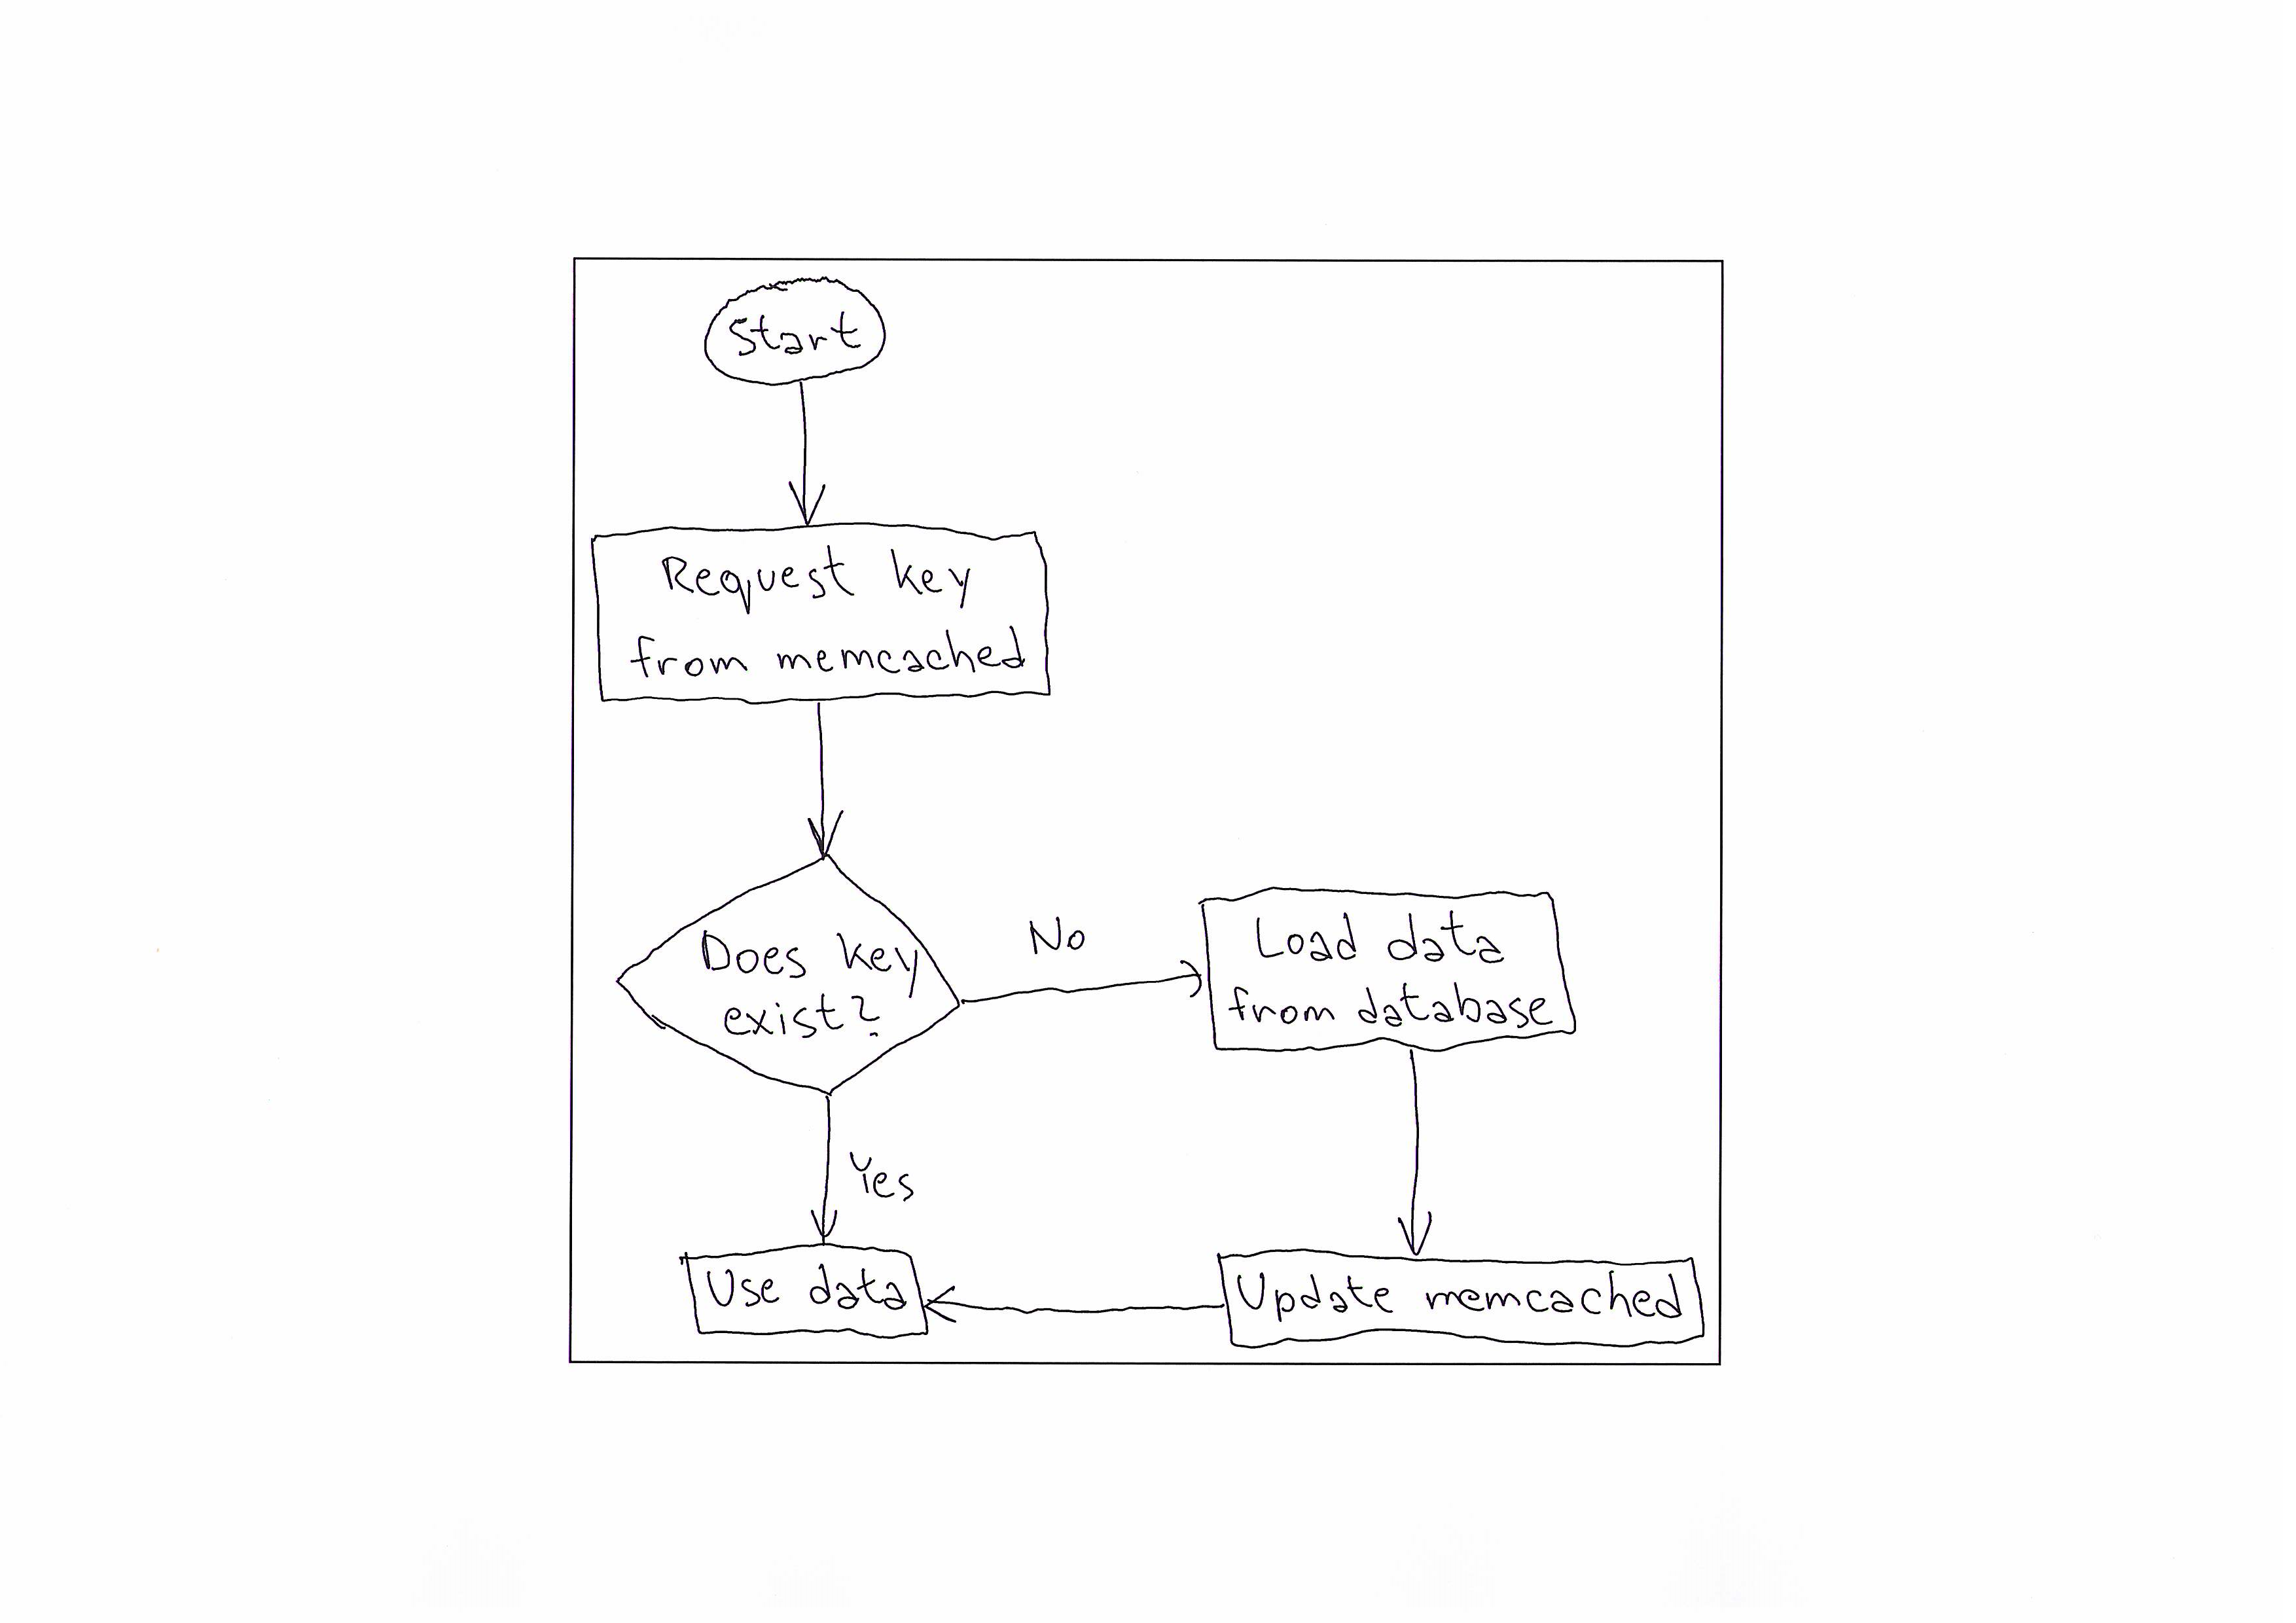 Start
Request key
from memcached
Does key
exist?
No
Load data
from database
Yes
Use data
Update memcached